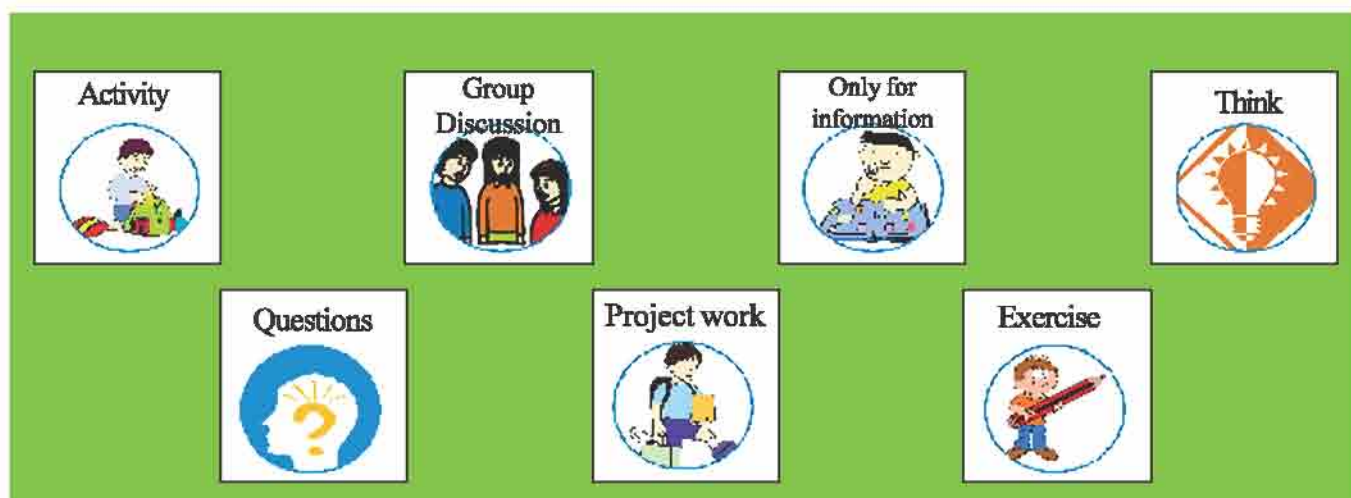 Activity
Group
Discussion
Only for
information
Think
Questions
Project work
Exercise